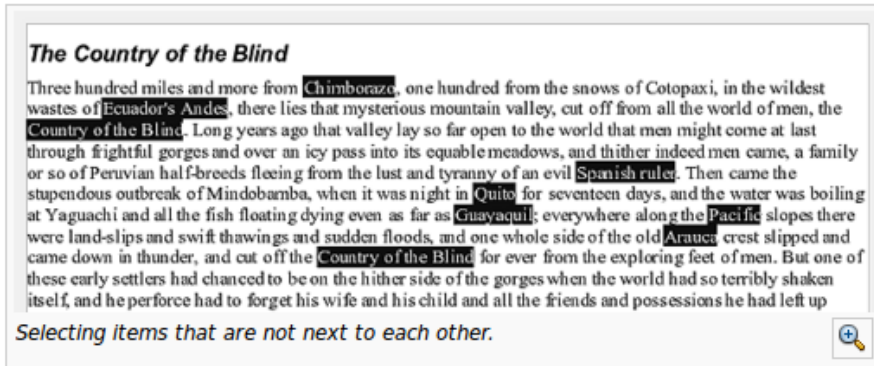 The Country of the Blind
Three hundred miles and more from Chimborazo, one hundred from the snows of Cotopaxi, in the wildest
wastes of Ecuador's Andes, there lies that mysterious mountain valley, cut off from all the world of men, the
Country of the Blind. Long years ago that valley lay so far open to the world that men might come at last
through frightful gorges and over an icy pass into its equable meadows, and thither indeed men came, a family
or so of Peruvian half-breeds fleeing from the lust and tyranny of an evil Spanish ruler. Then came the
stupendous outbreak of Mindobamba, when it was night in Quito for seventeen days, and the water was boiling
at Yaguachi and all the fish floating dying even as far as Guayaquil; everywhere along the Pacific slopes there
were land-slips and swift thawings and sudden floods, and one whole side of the old Arauca crest slipped and
came down in thunder, and cut off the Country of the Blind for ever from the exploring feet of men. But one of
these early settlers had chanced to be on the hither side of the gorges when the world had so terribly shaken
itself, and he perforce had to forget his wife and his child and all the friends and possessions he had left up
Selecting items that are not next to each other.